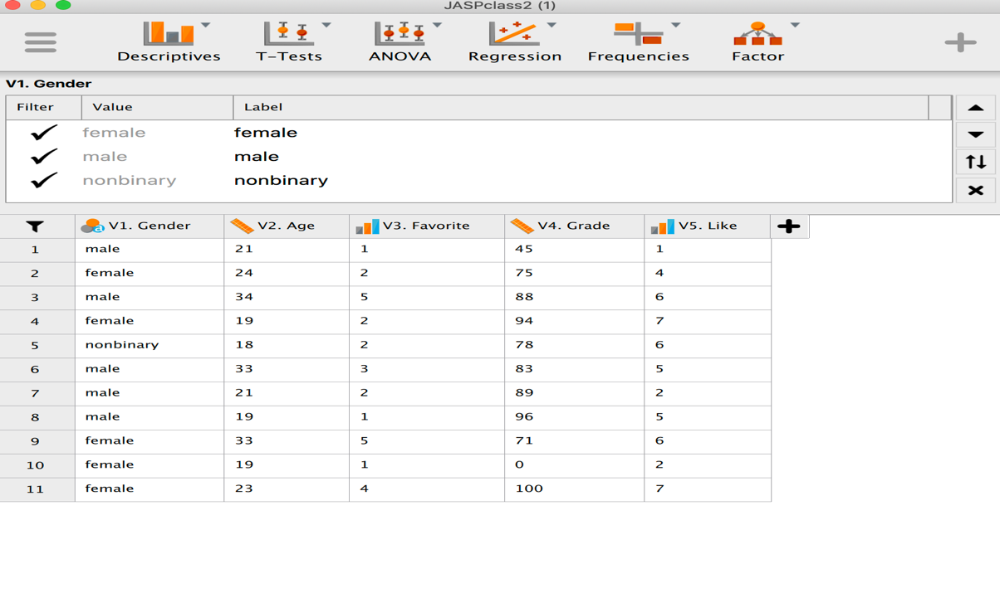 JASPclass2 (1)
Descriptives T-Tests ANOVA Regression Frequencies Factor
V1. Gender
Filter Value Label
female female
male male
nonbinary nonbinary
a V1. Gender V2. Age V3. Favorite V4. Grade V5. Like
1 male 21 1 45 1
2 female 24 2 75 4
3 male 34 5 88 6
4 female 19 2 94 7
5 nonbinary 18 2 78 6
6 male 33 3 83 5
7 male 21 2 89 2
8 male 19 1 96 5
9 female 33 5 71 6
10 female 19 1 0 2
11 female 23 4 100 7